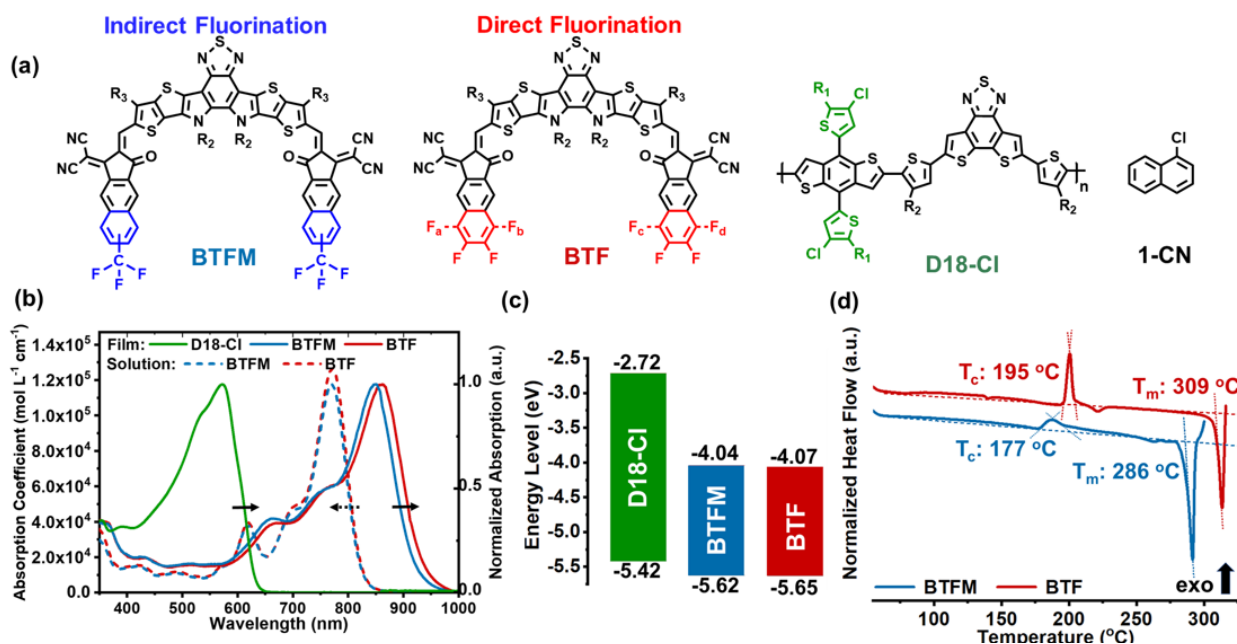 Indirect Fluorination
Direct Fluorination
(a)
S
N N
R3 S S R3
S N N S
R2 R2
NC CN
NC O O CN
F C F
F
F C F
F
BTFM
S
N N
R3 S S R3
S N N S
R2 R2
NC CN
NC O O CN
Fa Fb
F F
Fc Fd
F F
BTF
R1 Cl
S
S
S
S
R2
N S N
S S
S
R2
n
S
Cl R1
D18-Cl
Cl
1-CN
(b)
Film: D18-Cl BTFM BTF
Solution: BTFM BTF
Absorption Coefficient (mol L-1 cm-1)
1.4x10⁵
1.2x10⁵
1.0x10⁵
8.0x10⁴
6.0x10⁴
4.0x10⁴
2.0x10⁴
0.0
400 500 600 700 800 900 1000
Wavelength (nm)
1.0
0.5
0.0
Normalized Absorption (a.u.)
(c)
Energy Level (eV)
-2.5
-3.0
-3.5
-4.0
-4.5
-5.0
-5.5
-2.72
D18-Cl
-5.42
-4.04
BTFM
-5.62
-4.07
BTF
-5.65
(d)
Normalized Heat Flow (a.u.)
Tc: 195 °C
Tm: 309 °C
Tc: 177 °C
Tm: 286 °C
BTFM BTF
exo
100 150 200 250 300
Temperature (°C)